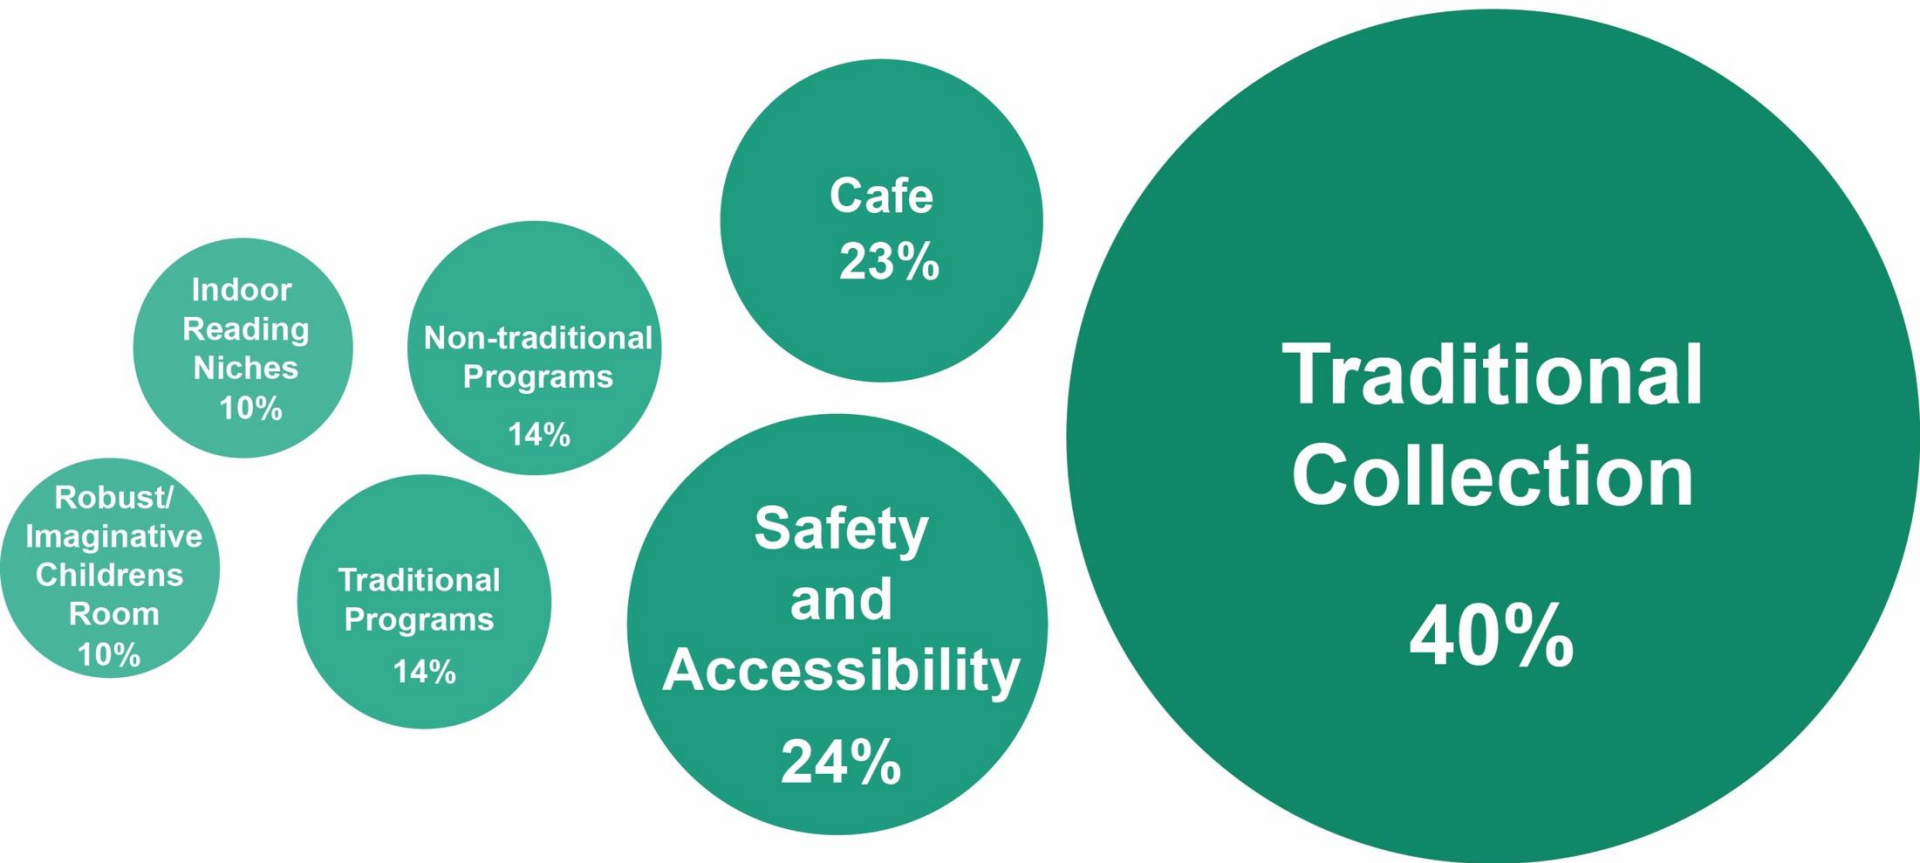 Indoor
Reading
Niches
10%
Robust/
Imaginative
Childrens
Room
10%
Non-traditional
Programs
14%
Traditional
Programs
14%
Cafe
23%
Safety
and
Accessibility
24%
Traditional
Collection
40%